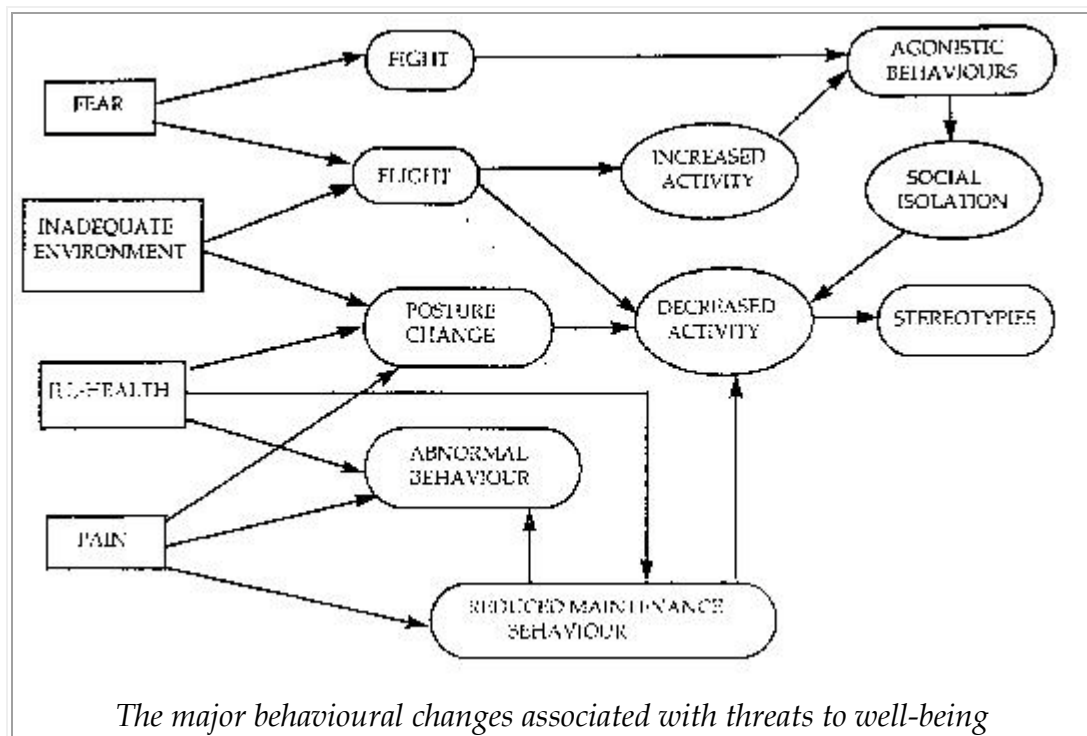 FIGHT
AGONISTIC
BEHAVIOURS
FEAR
FLIGHT
INCREASED
ACTIVITY
SOCIAL
ISOLATION
INADEQUATE
ENVIRONMENT
POSTURE
CHANGE
DECREASED
ACTIVITY
STEREOTYPIES
ILL-HEALTH
ABNORMAL
BEHAVIOUR
PAIN
REDUCED MAINTENANCE
BEHAVIOUR
The major behavioural changes associated with threats to well-being